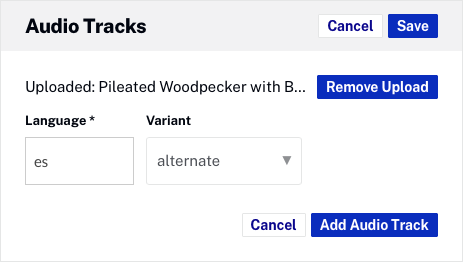 Audio Tracks
Cancel
Save
Uploaded: Pileated Woodpecker with B...
Remove Upload
Language *
Variant
es
alternate
Cancel
Add Audio Track